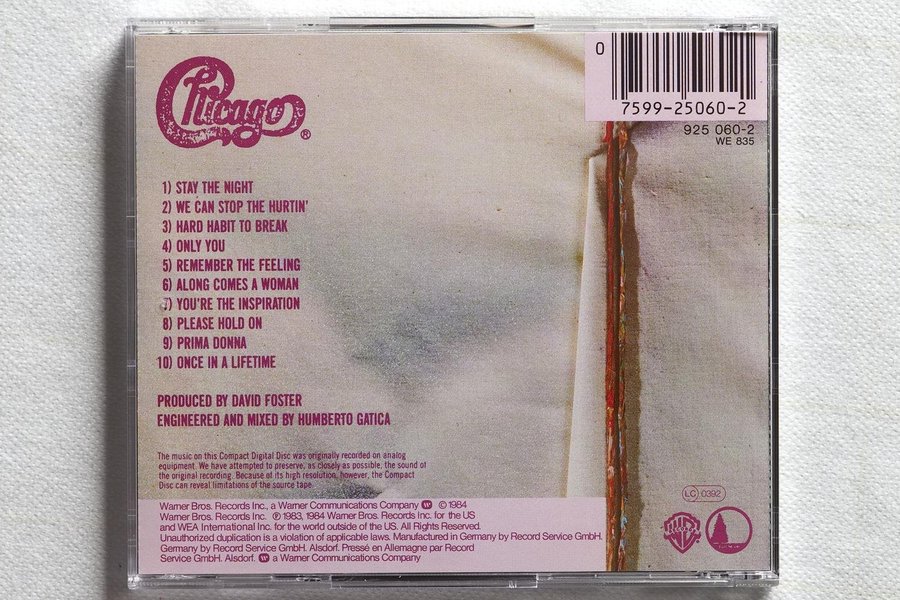 Chicago®
0
7599-25060-2
925 060-2
WE 835
1) STAY THE NIGHT
2) WE CAN STOP THE HURTIN'
3) HARD HABIT TO BREAK
4) ONLY YOU
5) REMEMBER THE FEELING
6) ALONG COMES A WOMAN
7) YOU'RE THE INSPIRATION
8) PLEASE HOLD ON
9) PRIMA DONNA
10) ONCE IN A LIFETIME
PRODUCED BY DAVID FOSTER
ENGINEERED AND MIXED BY HUMBERTO GATICA
The music on this Compact Digital Disc was originally recorded on analog
equipment. We have attempted to preserve, as closely as possible, the sound of
the original recording. Because of its high resolution, however, the Compact
Disc can reveal limitations of the source tape.
LC 0392
Warner Bros. Records Inc., a Warner Communications Company © 1984
Warner Bros. Records Inc. ℗ 1983, 1984 Warner Bros. Records Inc. for the US
and WEA International Inc. for the world outside of the US. All Rights Reserved.
Unauthorized duplication is a violation of applicable laws. Manufactured in Germany by Record Service GmbH.
Germany by Record Service GmbH. Alsdorf. Pressé en Allemagne par Record
Service GmbH. Alsdorf. a Warner Communications Company